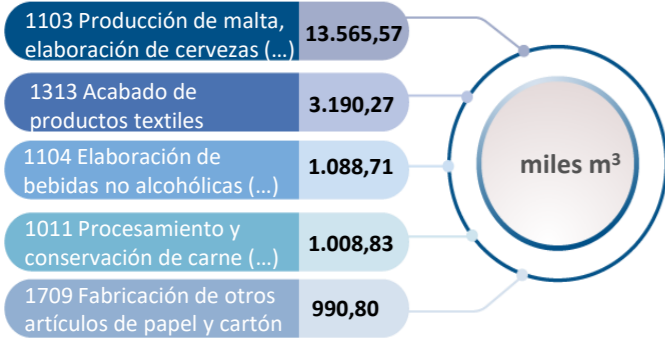 1103 Producción de malta,
elaboración de cervezas (…)
13.565,57
1313 Acabado de
productos textiles
3.190,27
1104 Elaboración de
bebidas no alcohólicas (…)
1.088,71
1011 Procesamiento y
conservación de carne (…)
1.008,83
1709 Fabricación de otros
artículos de papel y cartón
990,80
miles m³